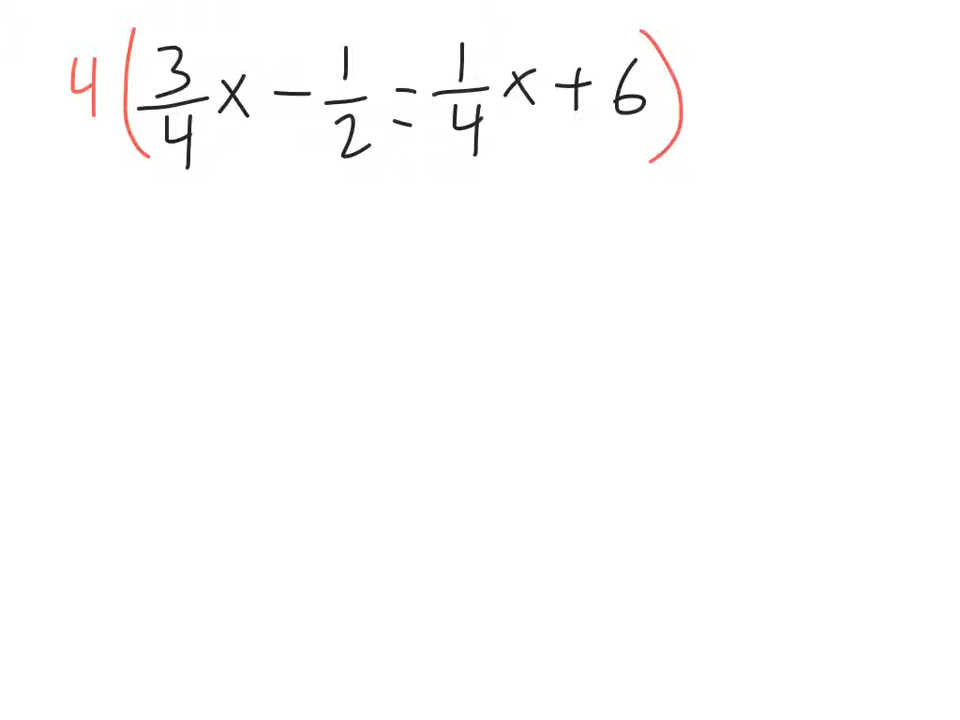 4(3/4x - 1/2 = 1/4x + 6)